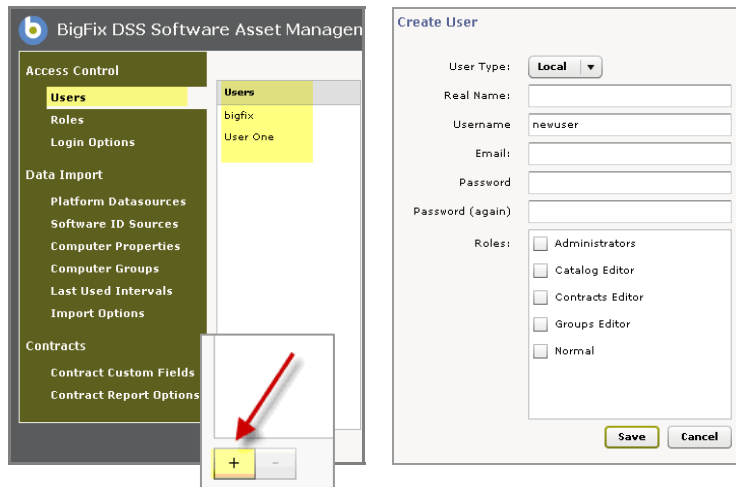 BigFix DSS Software Asset Managem
Access Control
Users
Roles
Login Options
Data Import
Platform Datasources
Software ID Sources
Computer Properties
Computer Groups
Last Used Intervals
Import Options
Contracts
Contract Custom Fields
Contract Report Options
Users
bigfix
User One
+ -
Create User
User Type: Local
Real Name:
Username newuser
Email:
Password
Password (again)
Roles: Administrators
Catalog Editor
Contracts Editor
Groups Editor
Normal
Save Cancel